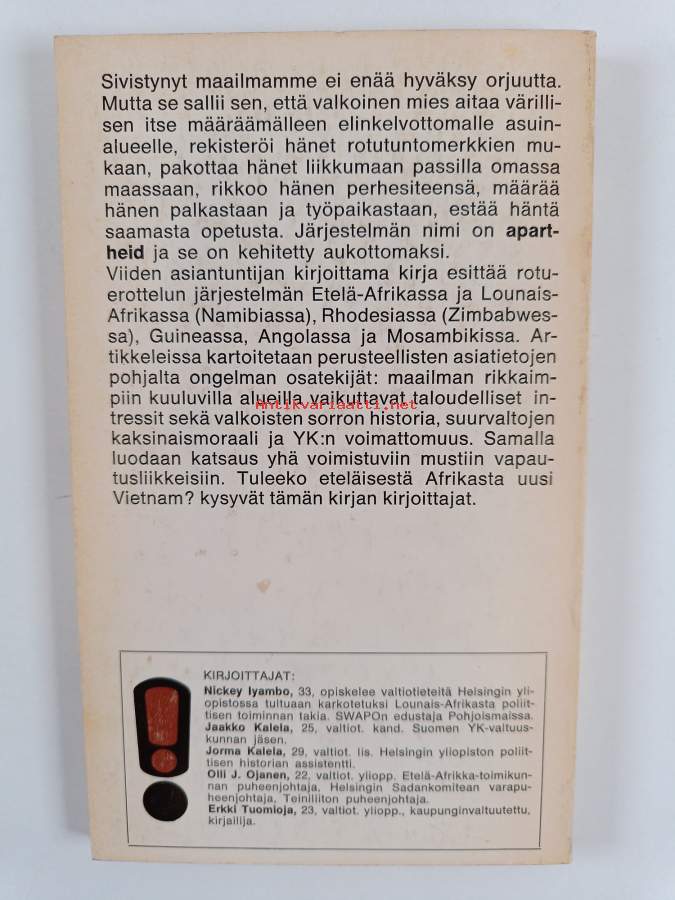 Sivistynyt maailmamme ei enää hyväksy orjuutta.
Mutta se sallii sen, että valkoinen mies aitaa värilli-
sen itse määräämälleen elinkelvottomalle asuin-
alueelle, rekisteröi hänet rotutuntomerkkien mu-
kaan, pakottaa hänet liikkumaan passilla omassa
maassaan, rikkoo hänen perhesiteensä, määrää
hänen palkastaan ja työpaikastaan, estää häntä
saamasta opetusta. Järjestelmän nimi on apart-
heid ja se on kehitetty aukottomaksi.
Viiden asiantuntijan kirjoittama kirja esittää rotu-
erottelun järjestelmän Etelä-Afrikassa ja Lounais-
Afrikassa (Namibiassa), Rhodesiassa (Zimbabwes-
sa), Guineassa, Angolassa ja Mosambikissa. Ar-
tikkeleissa kartoitetaan perusteellisten asiatietojen
pohjalta ongelman osatekijät: maailman rikkaim-
piin kuuluvilla alueilla vaikuttavat taloudelliset in-
Antikvariaatti.net
tressit sekä valkoisten sorron historia, suurvaltojen
kaksinaismoraali ja YK:n voimattomuus. Samalla
luodaan katsaus yhä voimistuviin mustiin vapau-
tusliikkeisiin. Tuleeko eteläisestä Afrikasta uusi
Vietnam? kysyvät tämän kirjan kirjoittajat.
KIRJOITTAJAT:
Nickey Iyambo, 33, opiskelee valtiotieteitä Helsingin yli-
opistossa tultuaan karkotetuksi Lounais-Afrikasta poliit-
tisen toiminnan takia. SWAPOn edustaja Pohjoismaissa.
Jaakko Kalela, 25, valtiot. kand. Suomen YK-valtuus-
kunnan jäsen.
Jorma Kalela, 29, valtiot. lis. Helsingin yliopiston poliit-
tisen historian assistentti.
Olli J. Ojanen, 22, valtiot. yliopp. Etelä-Afrikka-toimikun-
nan puheenjohtaja, Helsingin Sadankomitean varapu-
heenjohtaja, Teiniliiton puheenjohtaja.
Erkki Tuomioja, 23, valtiot. yliopp., kaupunginvaltuutettu,
kirjailija.